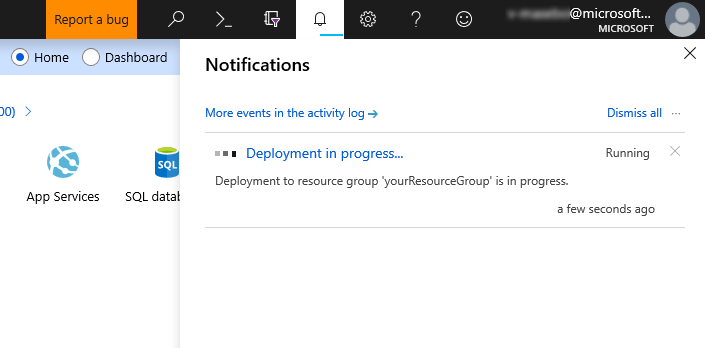 Report a bug
@microsoft...
MICROSOFT
Home
Dashboard
Notifications
00)
More events in the activity log
Dismiss all
...
Deployment in progress...
Running
App Services
SQL
SQL datab
Deployment to resource group 'yourResourceGroup' is in progress.
a few seconds ago